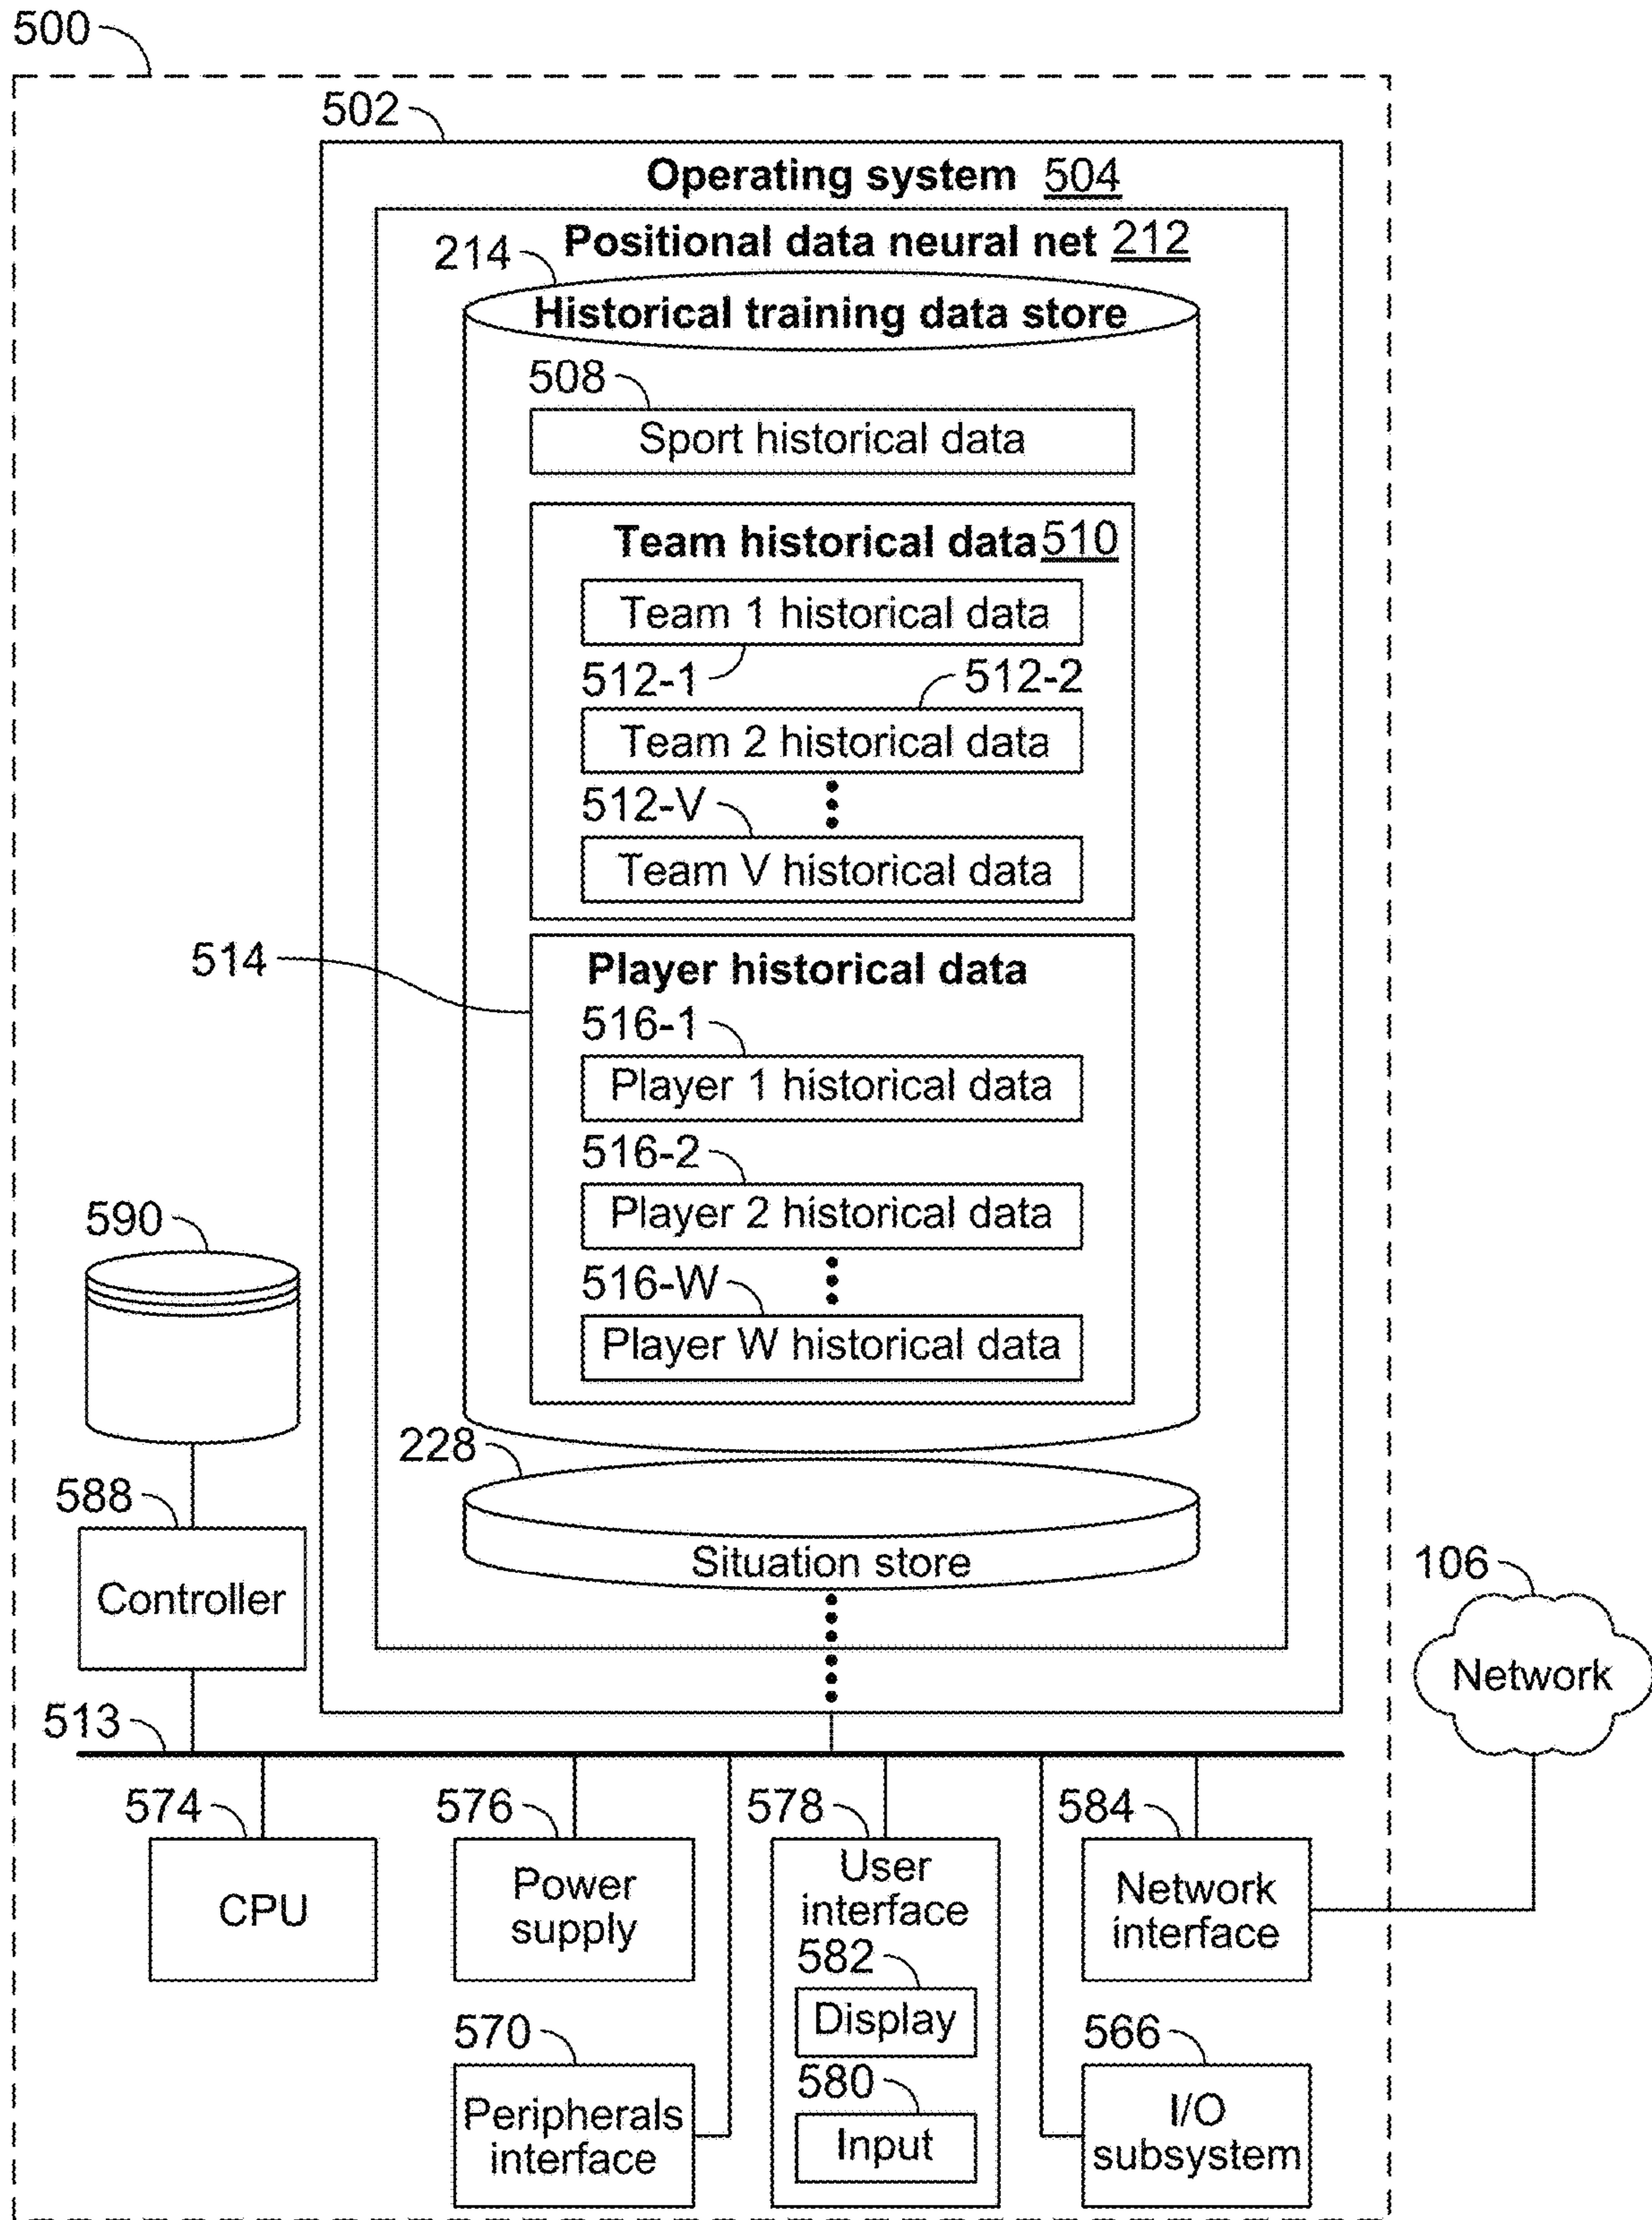 500
502
Operating system 504
Positional data neural net 212
214
Historical training data store
508
Sport historical data
Team historical data 510
Team 1 historical data
512-1
512-2
Team 2 historical data
512-V
Team V historical data
514
Player historical data
516-1
Player 1 historical data
516-2
Player 2 historical data
590
516-W
Player W historical data
228
588
Situation store
106
Controller
Network
513
574
576
578
584
CPU
Power
supply
User
interface
Network
interface
582
Display
570
566
580
Peripherals
interface
Input
I/O
subsystem